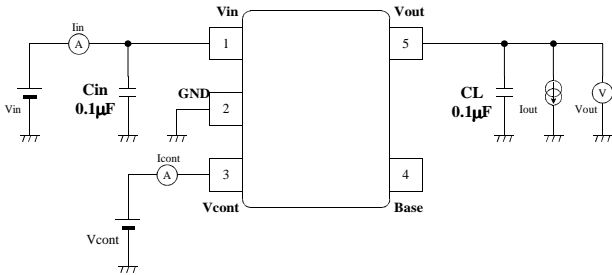 Vin
Vout
Iin
A
1
5
Vin
Cin
0.1μF
GND
2
CL
0.1μF
Iout
V
Vout
Icont
A
3
4
Vcont
Base
Vcont